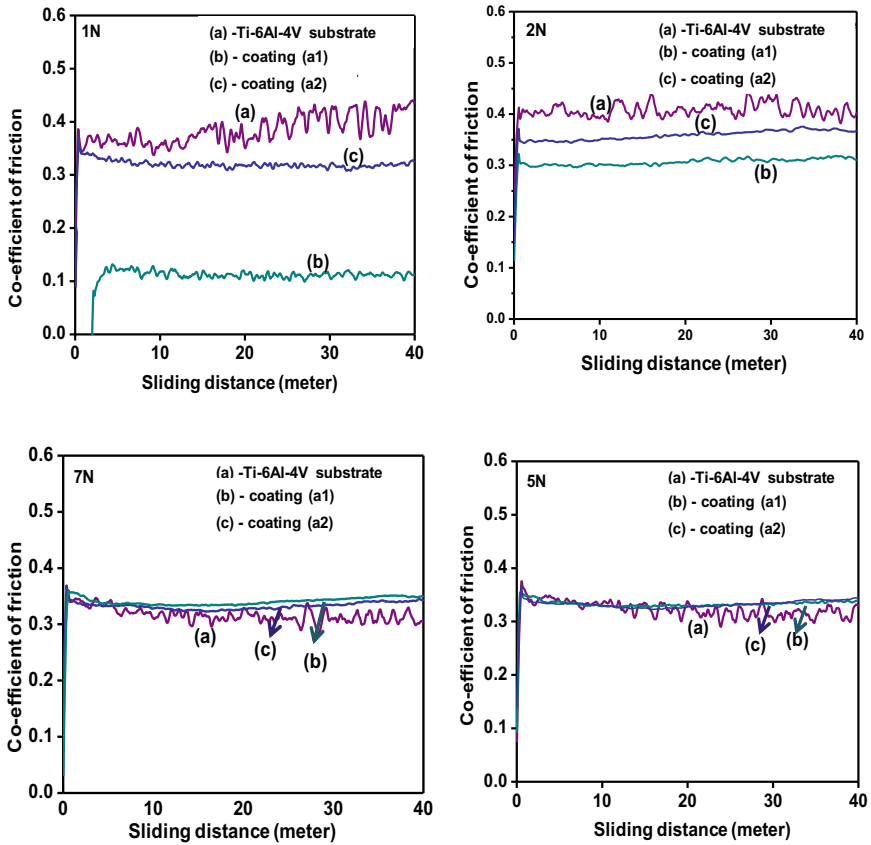 1N
(a) -Ti-6Al-4V substrate
(b) - coating (a1)
(c) - coating (a2)
(a)
(c)
(b)
0.6
0.5
0.4
0.3
0.2
0.1
0.0
0 10 20 30 40
Co-efficient of friction
Sliding distance (meter)
2N
(a) -Ti-6Al-4V substrate
(b) - coating (a1)
(c) - coating (a2)
(a)
(c)
(b)
0.6
0.5
0.4
0.3
0.2
0.1
0.0
0 10 20 30 40
Co-efficient of friction
Sliding distance (meter)
7N
(a) -Ti-6Al-4V substrate
(b) - coating (a1)
(c) - coating (a2)
(a)
(c)
(b)
0.6
0.5
0.4
0.3
0.2
0.1
0.0
0 10 20 30 40
Co-efficient of friction
Sliding distance (meter)
5N
(a) -Ti-6Al-4V substrate
(b) - coating (a1)
(c) - coating (a2)
(a)
(c)
(b)
0.6
0.5
0.4
0.3
0.2
0.1
0.0
0 10 20 30 40
Co-efficient of friction
Sliding distance (meter)